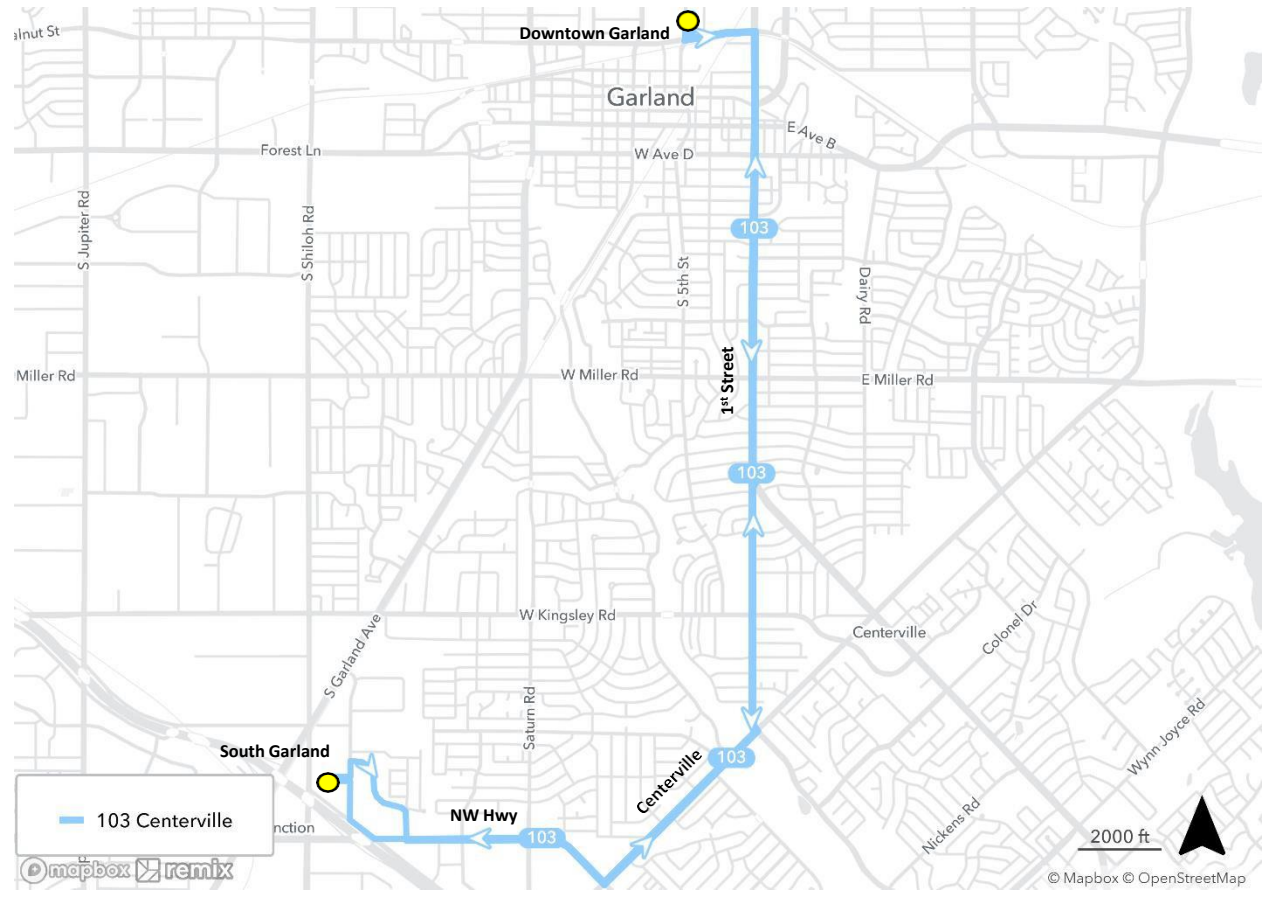 alnut St
Downtown Garland
Garland
E Ave B
Forest Ln
W Ave D
S Jupiter Rd
S Shiloh Rd
103
S 5th St
Dairy Rd
1st Street
Miller Rd
W Miller Rd
E Miller Rd
103
W Kingsley Rd
Centerville
Colonel Dr
S Garland Ave
Saturn Rd
Wynn Joyce Rd
South Garland
103
Centerville
NW Hwy
103
nction
103 Centerville
Nickens Rd
2000 ft
mapbox remix
© Mapbox © OpenStreetMap